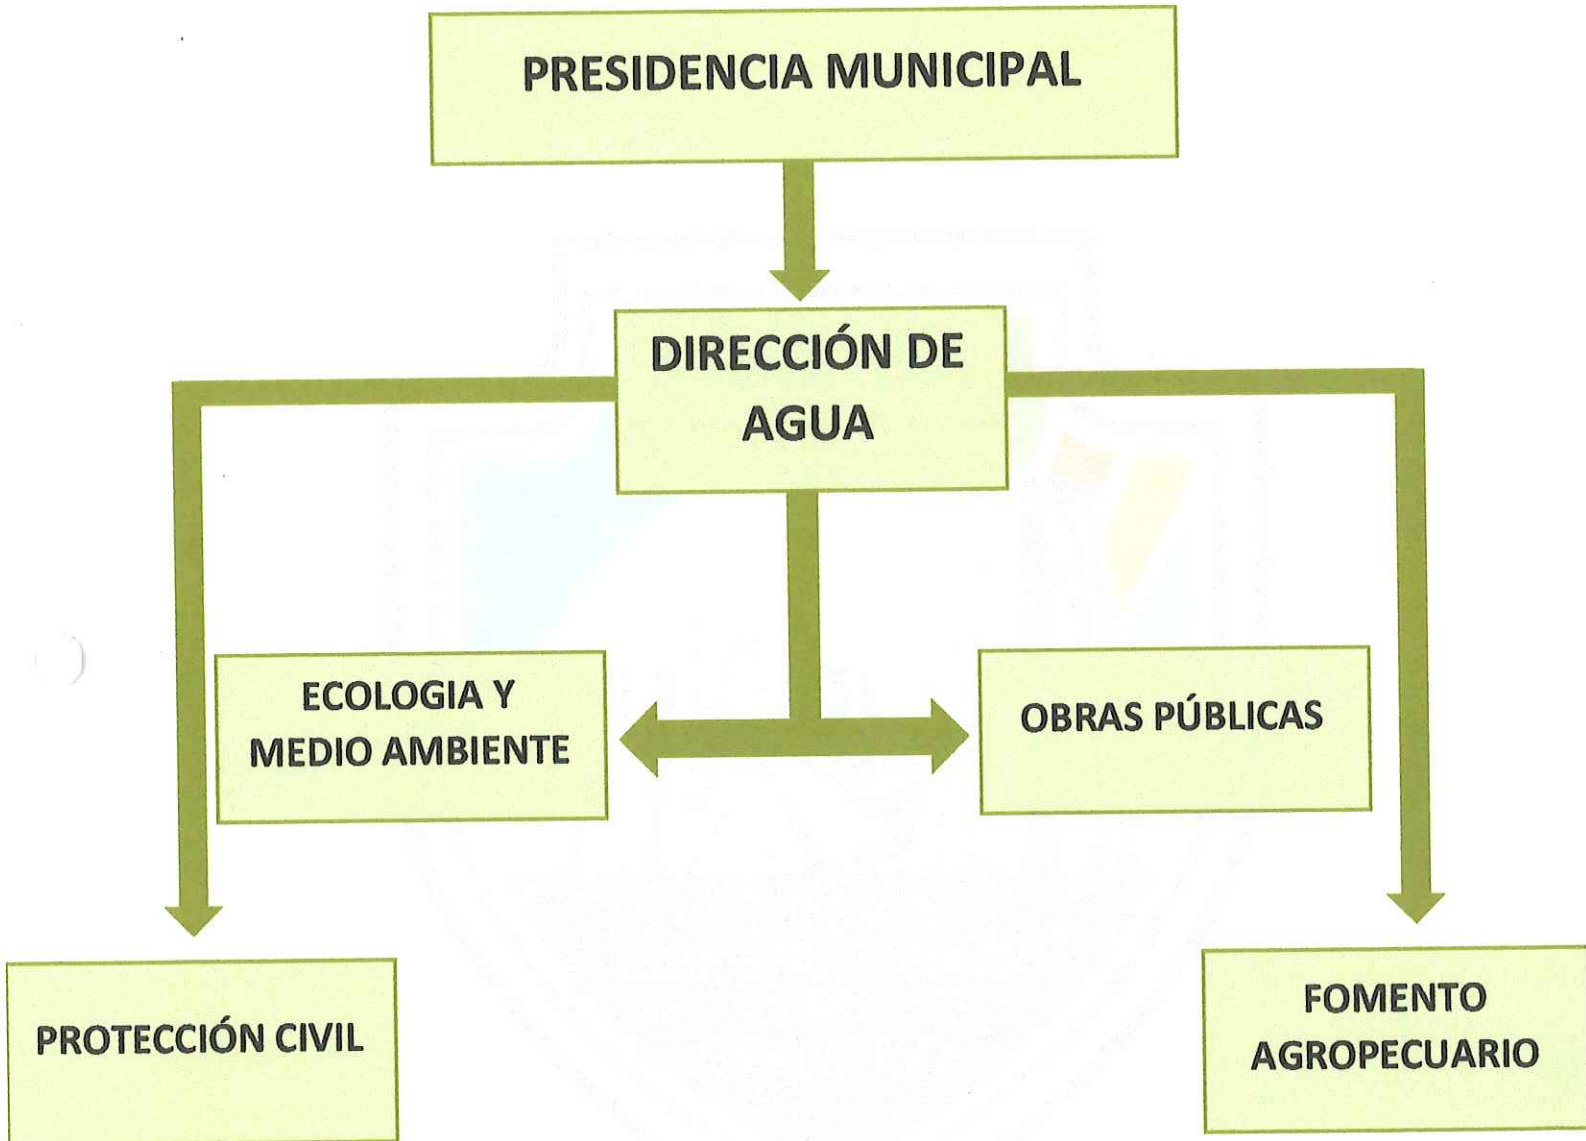 PRESIDENCIA MUNICIPAL
DIRECCIÓN DE
AGUA
ECOLOGIA Y
MEDIO AMBIENTE
OBRAS PÚBLICAS
PROTECCIÓN CIVIL
FOMENTO
AGROPECUARIO